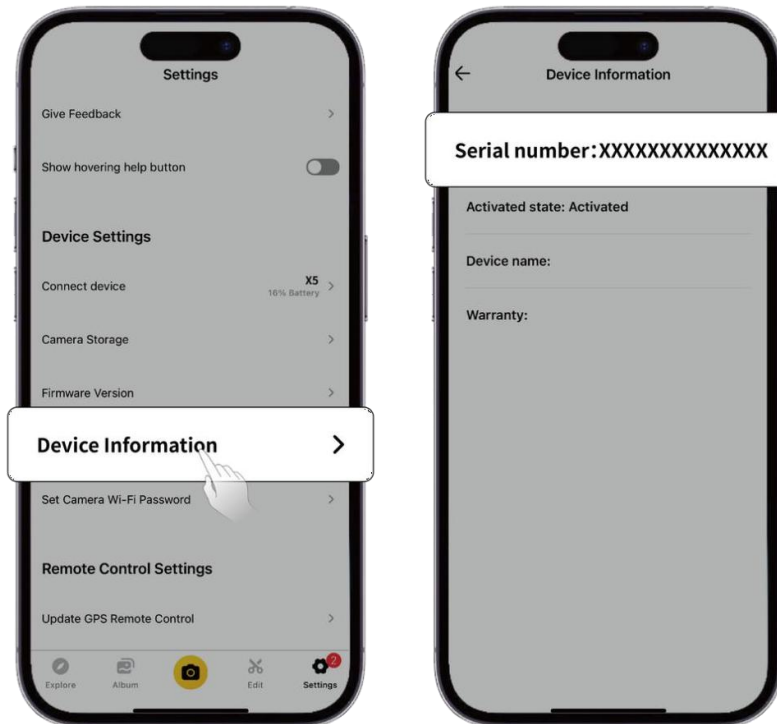 Settings
Give Feedback
Show hovering help button
Device Settings
Connect device
X5
16% Battery
Camera Storage
Firmware Version
Device Information
Set Camera Wi-Fi Password
Remote Control Settings
Update GPS Remote Control
Explore
Album
Edit
Settings
2
Device Information
Serial number:XXXXXXXXXXXXXX
Activated state: Activated
Device name:
Warranty: